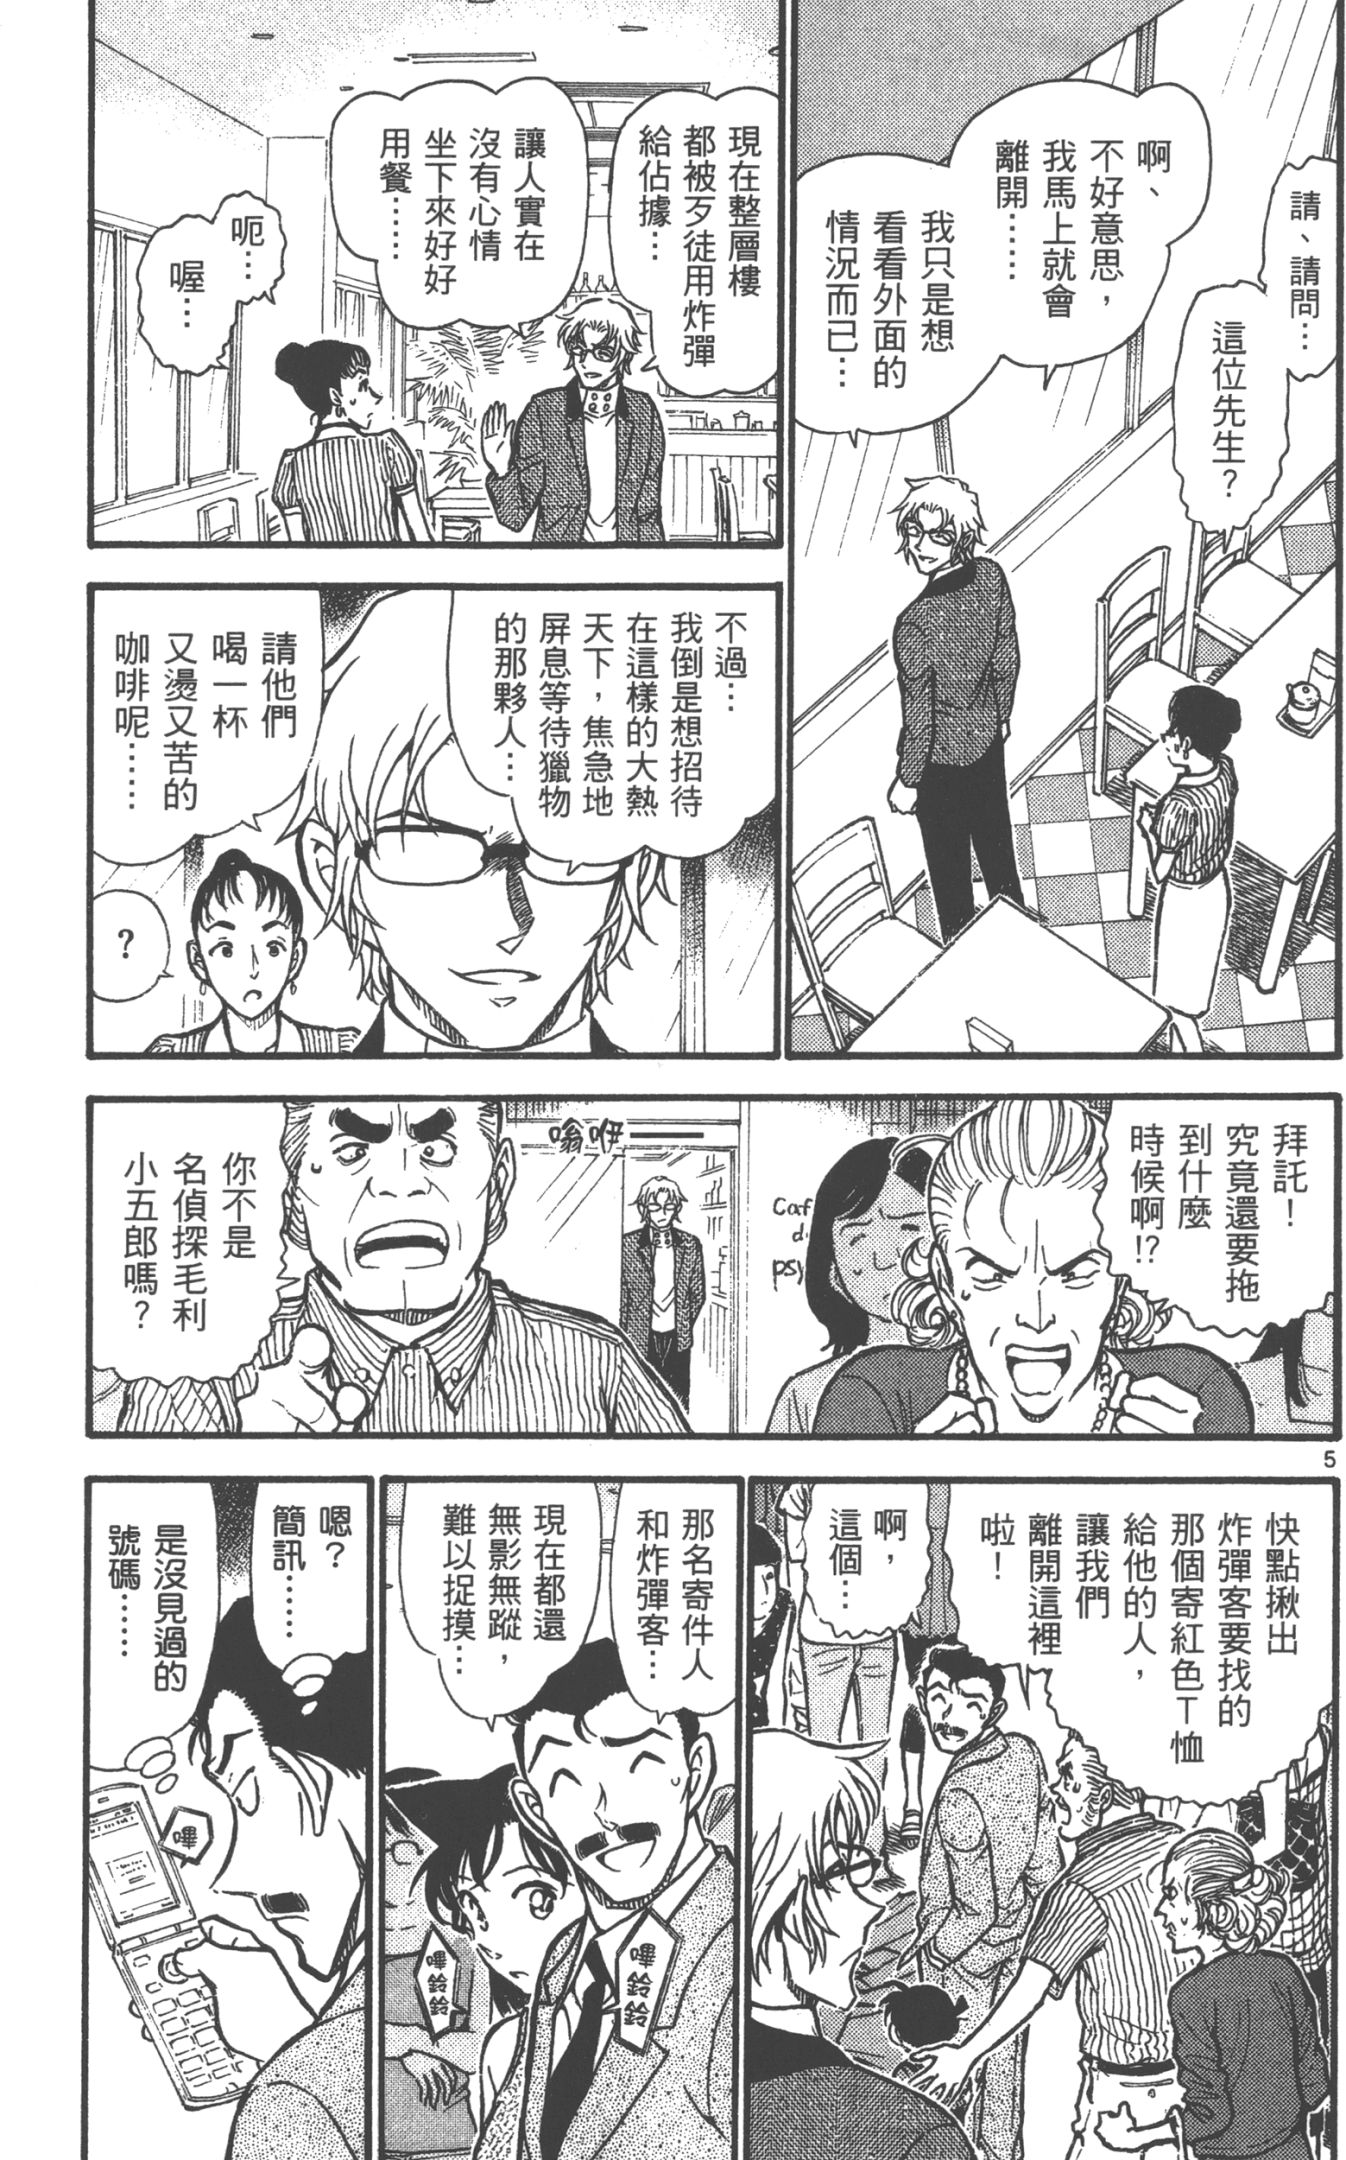 請、請問…
這位先生？
啊、
不好意思，
我馬上就會
離開……
我只是想
看看外面的
情況而已…
現在整層樓
都被歹徒用炸彈
給佔據…
讓人實在
沒有心情
坐下來好好
用餐……
呃…
喔…
不過…
我倒是想招待
在這樣的大熱
天下，焦急地
屏息等待獵物
的那夥人…
請他們
喝一杯
又燙又苦的
咖啡呢……
？
拜託！
究竟還要拖
到什麼
時候啊!?
Caf
d
psy
嗡咿——
你不是
名偵探毛利
小五郎嗎？
5
快點揪出
炸彈客要找的
那個寄紅色T恤
給他的人，
讓我們
離開這裡
啦！
啊，
這個…
那名寄件人
和炸彈客…
現在都還
無影無蹤，
難以捉摸…
嗶鈴鈴
嗶鈴鈴
嗯？
簡訊……
是沒見過的
號碼……
嗶